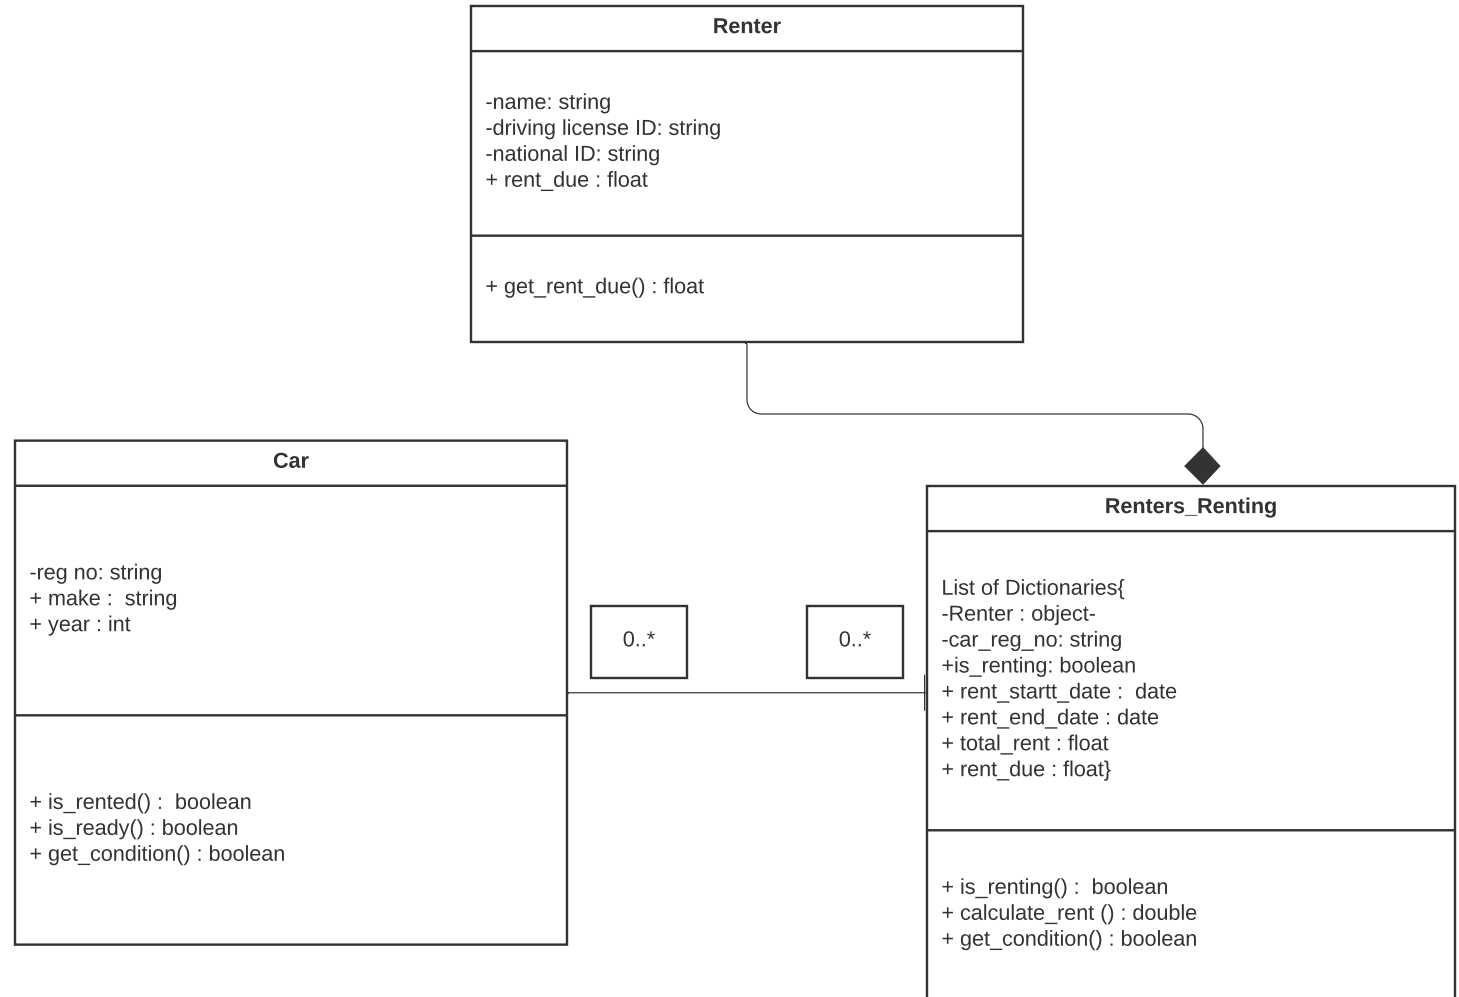 Renter
-name: string
-driving license ID: string
-national ID: string
+ rent_due : float
+ get_rent_due() : float
Car
-reg no: string
+ make :  string
+ year : int
+ is_rented() :  boolean
+ is_ready() : boolean
+ get_condition() : boolean
0..*
0..*
Renters_Renting
List of Dictionaries{
-Renter : object-
-car_reg_no: string
+is_renting: boolean
+ rent_startt_date :  date
+ rent_end_date : date
+ total_rent : float
+ rent_due : float}
+ is_renting() :  boolean
+ calculate_rent () : double
+ get_condition() : boolean